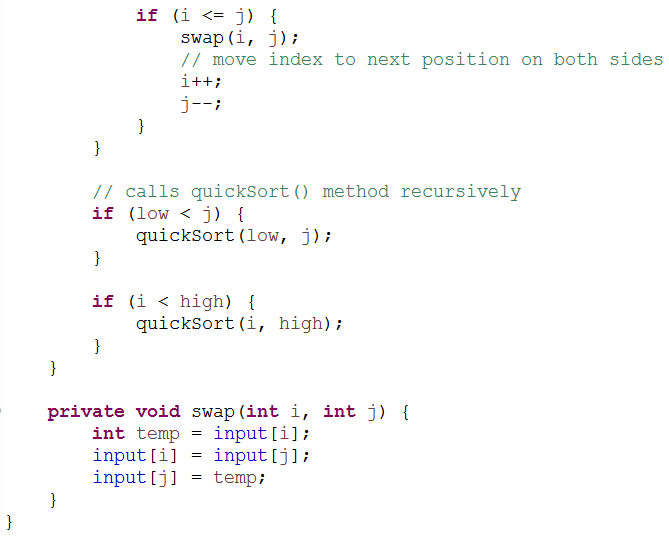 if (i <= j) {
swap(i, j);
// move index to next position on both sides
i++;
j--;
}
}
// calls quickSort() method recursively
if (low < j) {
quickSort(low, j);
}
if (i < high) {
quickSort(i, high);
}
}
private void swap(int i, int j) {
int temp = input[i];
input[i] = input[j];
input[j] = temp;
}
}